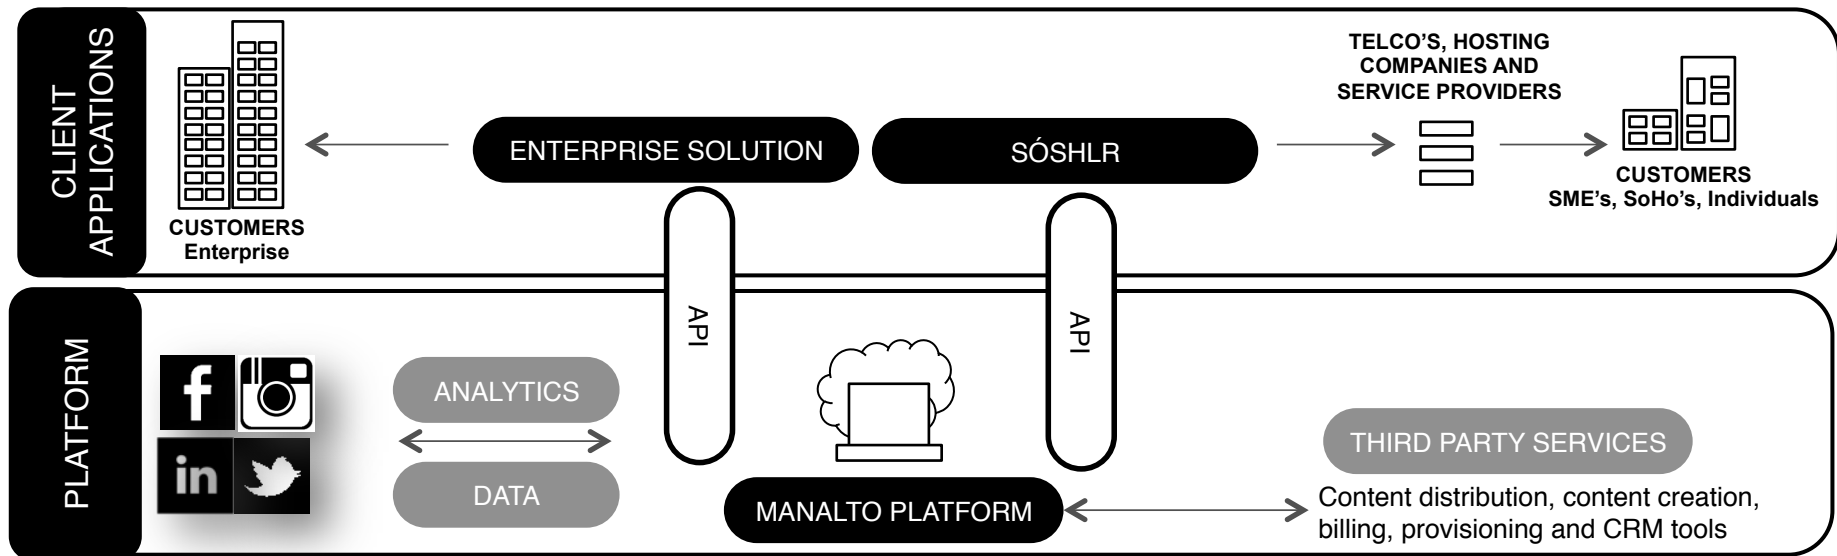 CLIENT
APPLICATIONS
CUSTOMERS
Enterprise
ENTERPRISE SOLUTION
SÓSHLR
TELCO’S, HOSTING
COMPANIES AND
SERVICE PROVIDERS
CUSTOMERS
SME’s, SoHo’s, Individuals
API
API
PLATFORM
f
in
ANALYTICS
DATA
MANALTO PLATFORM
THIRD PARTY SERVICES
Content distribution, content creation,
billing, provisioning and CRM tools